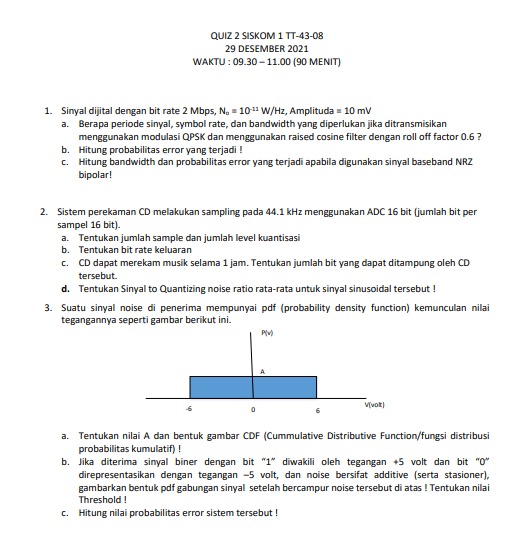 QUIZ 2 SISKOM 1 TT-43-08
29 DESEMBER 2021
WAKTU : 09.30 – 11.00 (90 MENIT)
1. Sinyal dijital dengan bit rate 2 Mbps, Nₒ = 10⁻¹¹ W/Hz, Amplituda = 10 mV
a. Berapa periode sinyal, symbol rate, dan bandwidth yang diperlukan jika ditransmisikan
menggunakan modulasi QPSK dan menggunakan raised cosine filter dengan roll off factor 0.6 ?
b. Hitung probabilitas error yang terjadi !
c. Hitung bandwidth dan probabilitas error yang terjadi apabila digunakan sinyal baseband NRZ
bipolar!
2. Sistem perekaman CD melakukan sampling pada 44.1 kHz menggunakan ADC 16 bit (jumlah bit per
sampel 16 bit).
a. Tentukan jumlah sample dan jumlah level kuantisasi
b. Tentukan bit rate keluaran
c. CD dapat merekam musik selama 1 jam. Tentukan jumlah bit yang dapat ditampung oleh CD
tersebut.
d. Tentukan Sinyal to Quantizing noise ratio rata-rata untuk sinyal sinusoidal tersebut !
3. Suatu sinyal noise di penerima mempunyai pdf (probability density function) kemunculan nilai
tegangannya seperti gambar berikut ini.
P(v)
A
-6 0 6 V(volt)
a. Tentukan nilai A dan bentuk gambar CDF (Cummulative Distributive Function/fungsi distribusi
probabilitas kumulatif) !
b. Jika diterima sinyal biner dengan bit "1" diwakili oleh tegangan +5 volt dan bit "0"
direpresentasikan dengan tegangan –5 volt, dan noise bersifat additive (serta stasioner),
gambarkan bentuk pdf gabungan sinyal setelah bercampur noise tersebut di atas ! Tentukan nilai
Threshold !
c. Hitung nilai probabilitas error sistem tersebut !